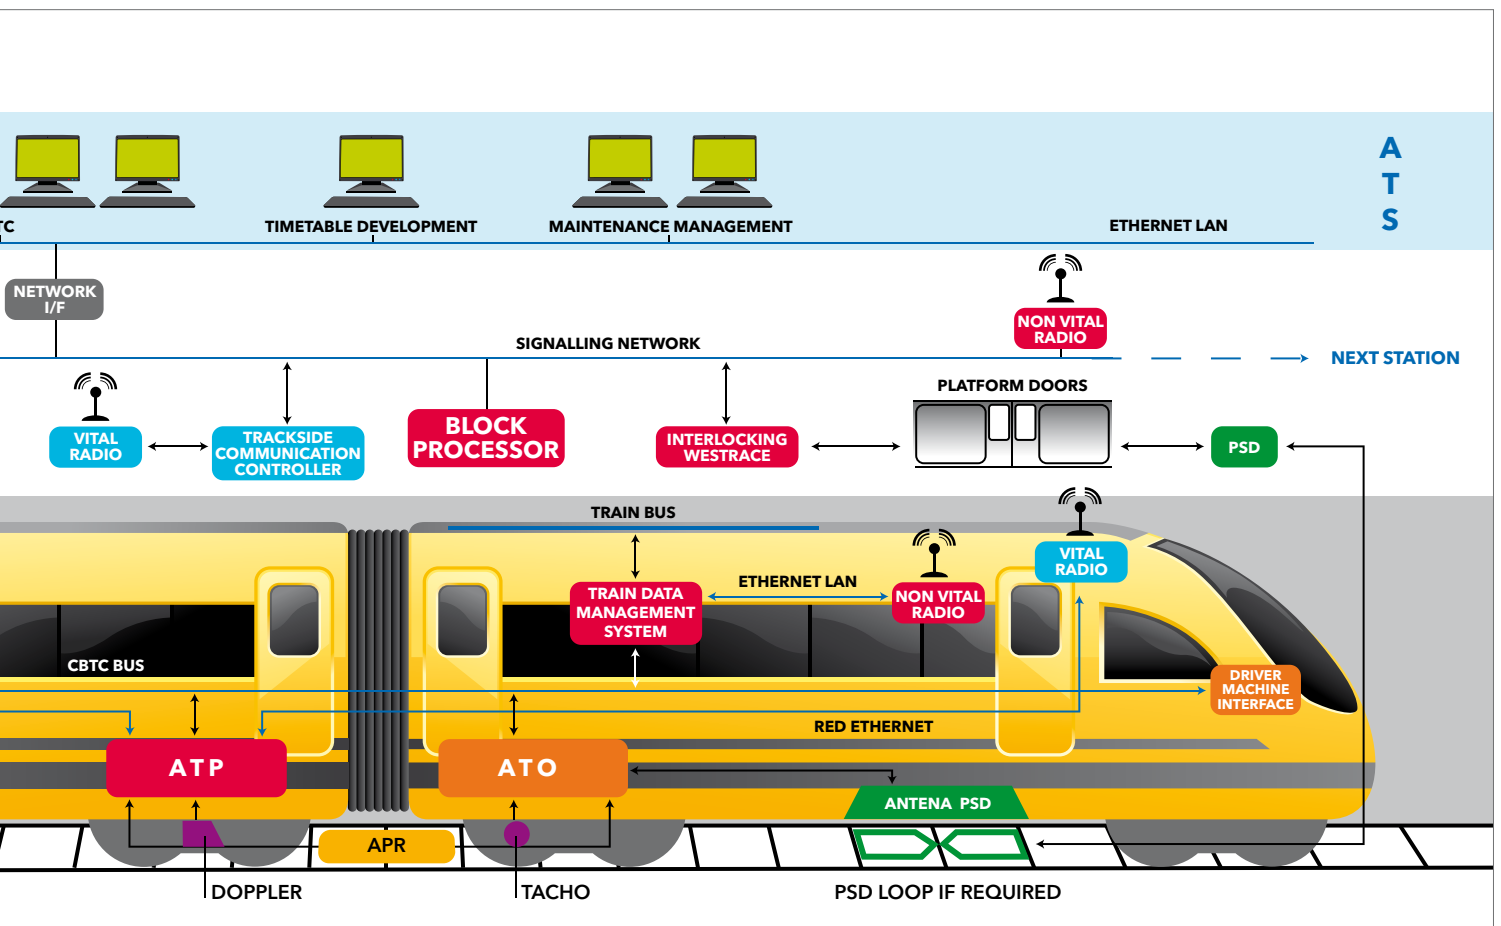 A
T
S
TC
TIMETABLE DEVELOPMENT
MAINTENANCE MANAGEMENT
ETHERNET LAN
NETWORK
I/F
NON VITAL
RADIO
SIGNALLING NETWORK
NEXT STATION
PLATFORM DOORS
VITAL
RADIO
TRACKSIDE
COMMUNICATION
CONTROLLER
BLOCK
PROCESSOR
INTERLOCKING
WESTRACE
PSD
TRAIN BUS
VITAL
RADIO
ETHERNET LAN
TRAIN DATA
MANAGEMENT
SYSTEM
NON VITAL
RADIO
CBTC BUS
DRIVER
MACHINE
INTERFACE
RED ETHERNET
ATP
ATO
ANTENA PSD
APR
DOPPLER
TACHO
PSD LOOP IF REQUIRED